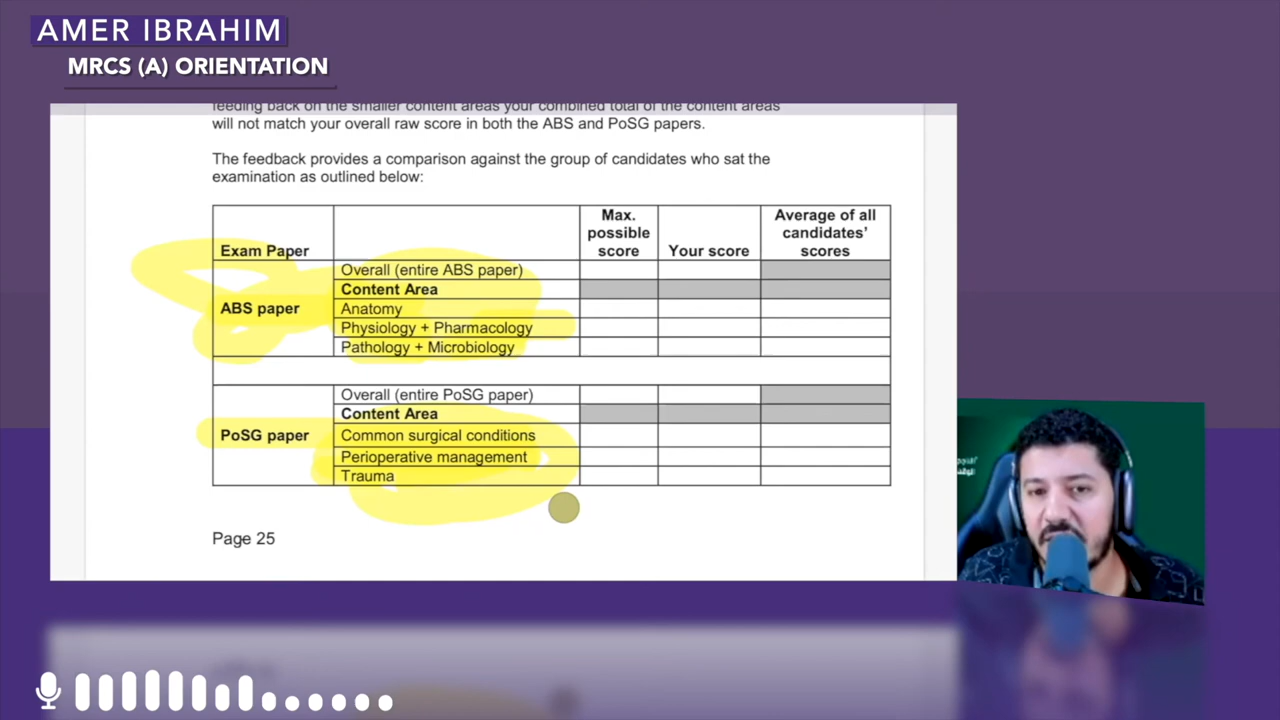 AMER IBRAHIM
MRCS (A) ORIENTATION
feeding back on the smaller content areas your combined total of the content areas
will not match your overall raw score in both the ABS and PoSG papers.
The feedback provides a comparison against the group of candidates who sat the
examination as outlined below:
Exam Paper
Max. possible score
Your score
Average of all candidates' scores
ABS paper
Overall (entire ABS paper)
Content Area
Anatomy
Physiology + Pharmacology
Pathology + Microbiology
PoSG paper
Overall (entire PoSG paper)
Content Area
Common surgical conditions
Perioperative management
Trauma
Page 25